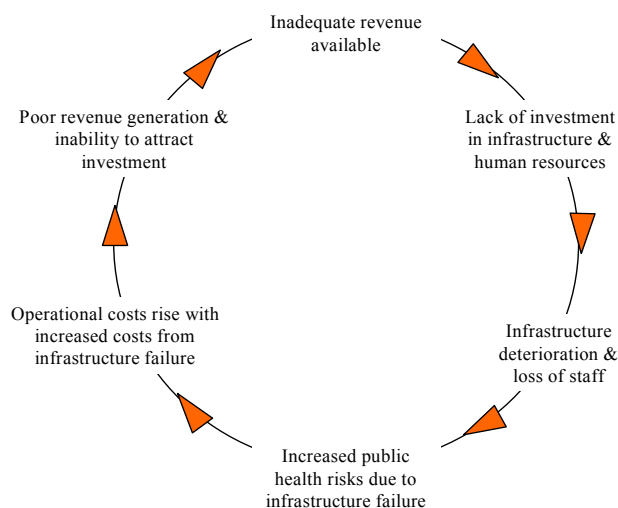 Inadequate revenue
available
Lack of investment
in infrastructure &
human resources
Infrastructure
deterioration &
loss of staff
Increased public
health risks due to
infrastructure failure
Operational costs rise with
increased costs from
infrastructure failure
Poor revenue generation &
inability to attract
investment